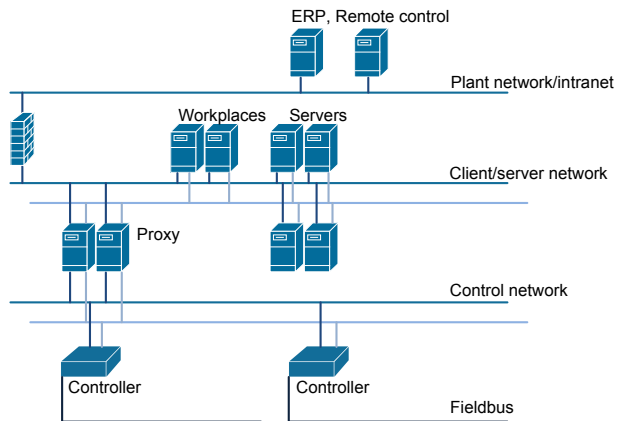 ERP, Remote control
Plant network/intranet
Workplaces
Servers
Client/server network
Proxy
Control network
Controller
Controller
Fieldbus